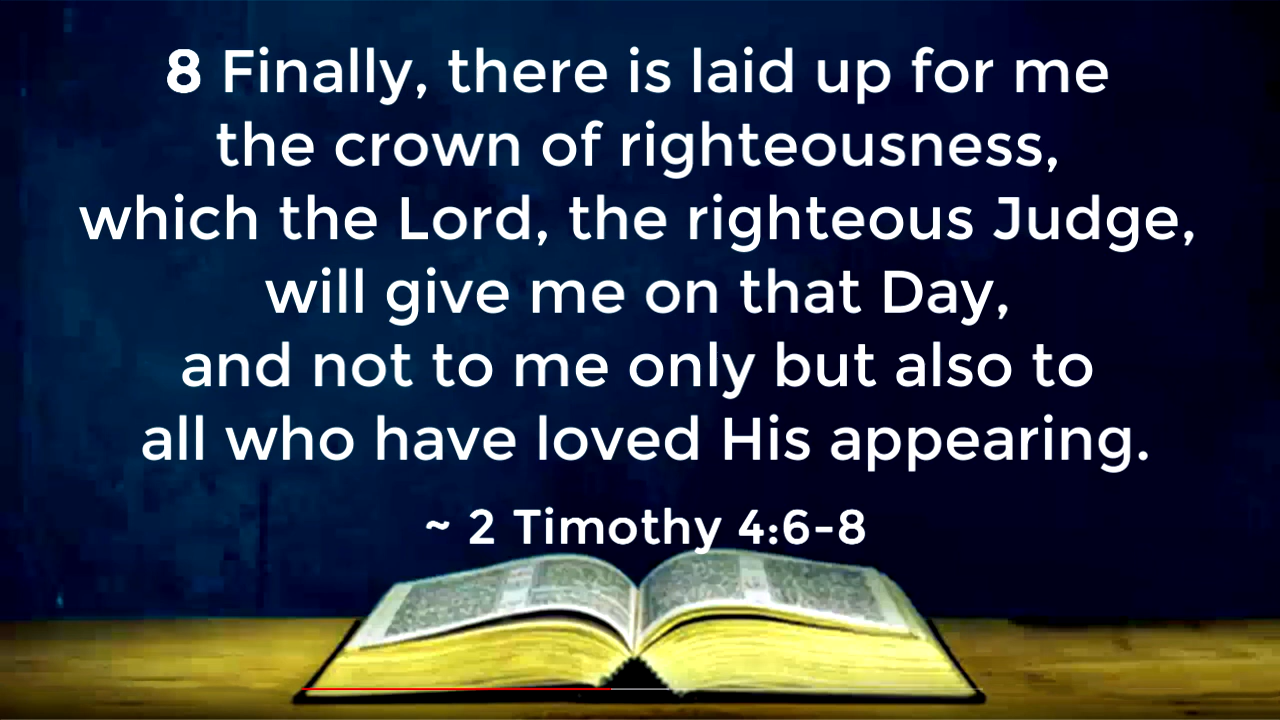 8 Finally, there is laid up for me
the crown of righteousness,
which the Lord, the righteous Judge,
will give me on that Day,
and not to me only but also to
all who have loved His appearing.
~ 2 Timothy 4:6-8